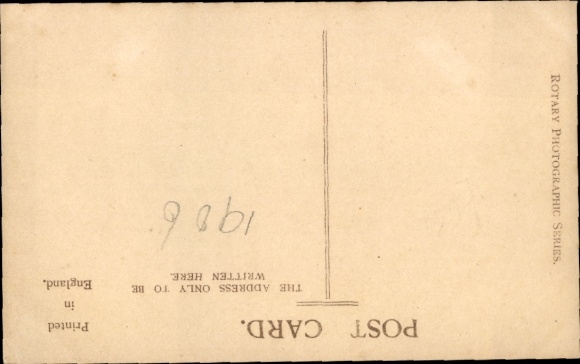 POST CARD.
Printed
in
England.
THE ADDRESS ONLY TO BE
WRITTEN HERE.
1906
ROTARY PHOTOGRAPHIC SERIES.